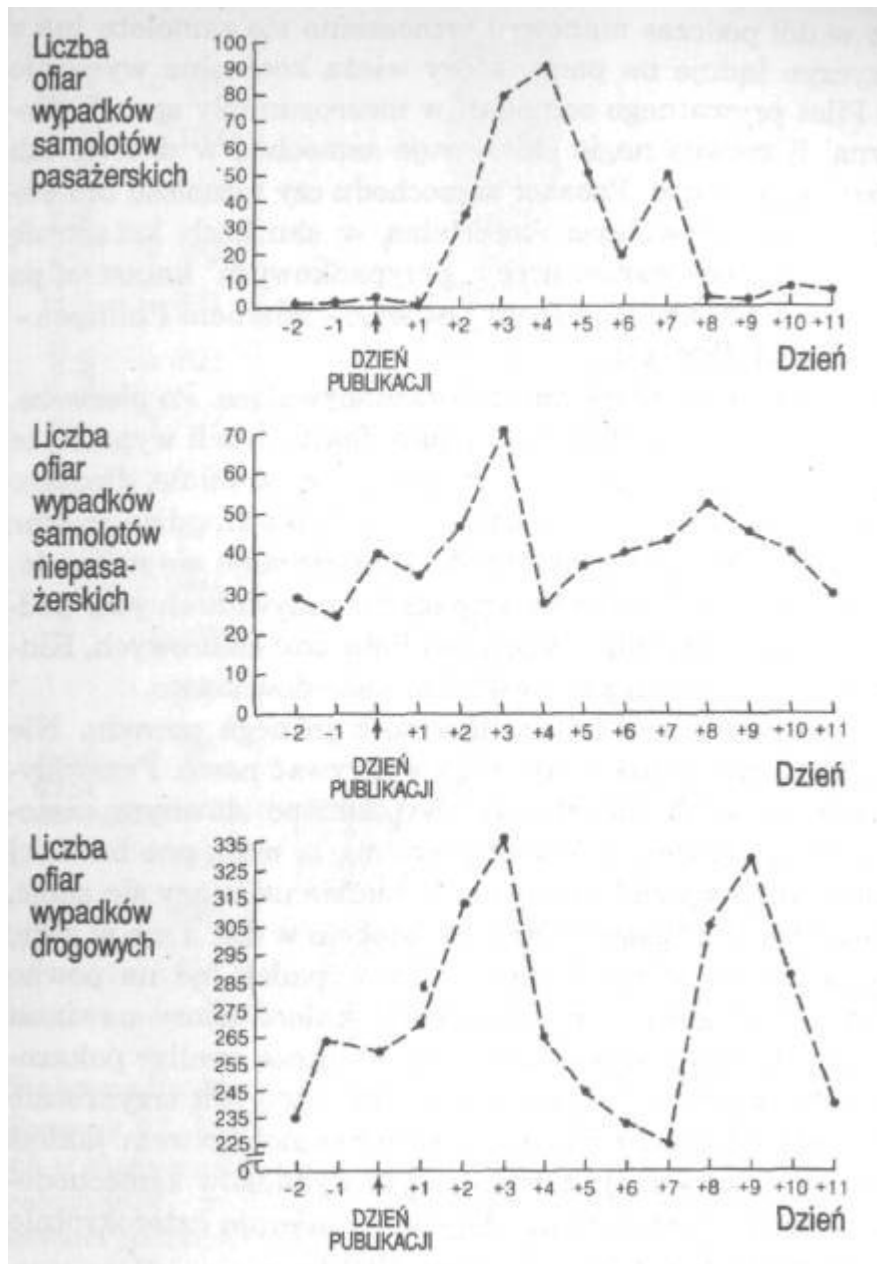 Liczba
ofiar
wypadków
samolotów
pasażerskich
100
90
80
70
60
50
40
30
20
10
0
-2 -1 +1 +2 +3 +4 +5 +6 +7 +8 +9 +10 +11
DZIEŃ
PUBLIKACJI
Dzień
Liczba
ofiar
wypadków
samolotów
niepasa-
żerskich
70
60
50
40
30
20
10
0
-2 -1 +1 +2 +3 +4 +5 +6 +7 +8 +9 +10 +11
DZIEŃ
PUBLIKACJI
Dzień
Liczba
ofiar
wypadków
drogowych
335
325
315
305
295
285
275
265
255
245
235
225
0
-2 -1 +1 +2 +3 +4 +5 +6 +7 +8 +9 +10 +11
DZIEŃ
PUBLIKACJI
Dzień